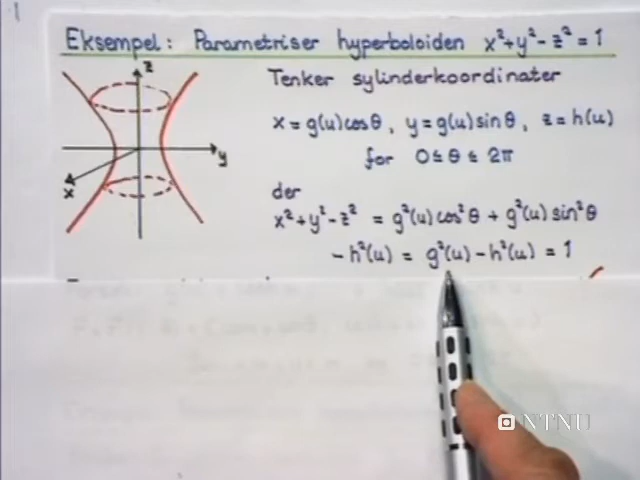 Eksempel: Parametriser hyperboloiden x²+y²-z²=1
z
y
x
Tenker sylinderkoordinater
x=g(u)cosθ, y=g(u)sinθ, z=h(u)
for 0≤θ≤2π
der
x²+y²-z² = g²(u)cos²θ + g²(u)sin²θ
-h²(u) = g²(u)-h²(u) = 1
NTNU